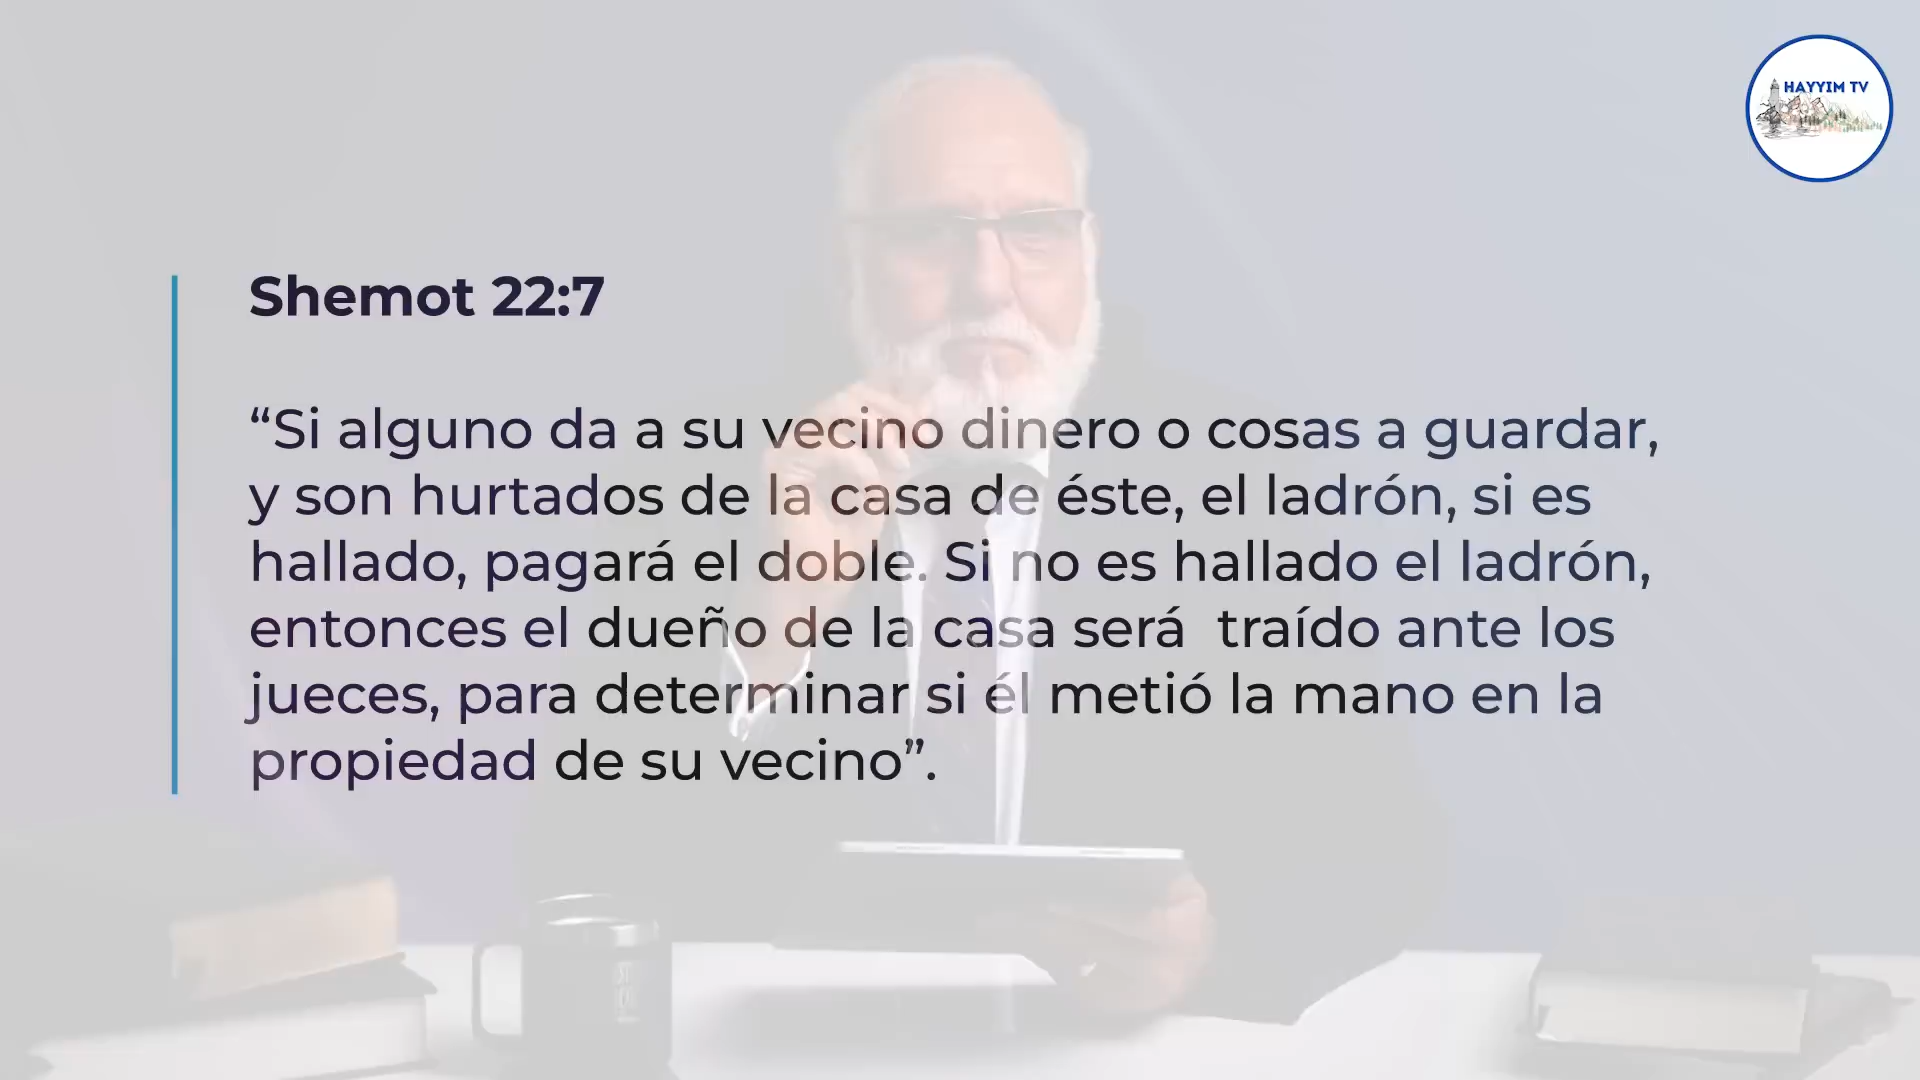 HAYYIM TV
Shemot 22:7
“Si alguno da a su vecino dinero o cosas a guardar,
y son hurtados de la casa de éste, el ladrón, si es
hallado, pagará el doble. Si no es hallado el ladrón,
entonces el dueño de la casa será  traído ante los
jueces, para determinar si él metió la mano en la
propiedad de su vecino”.